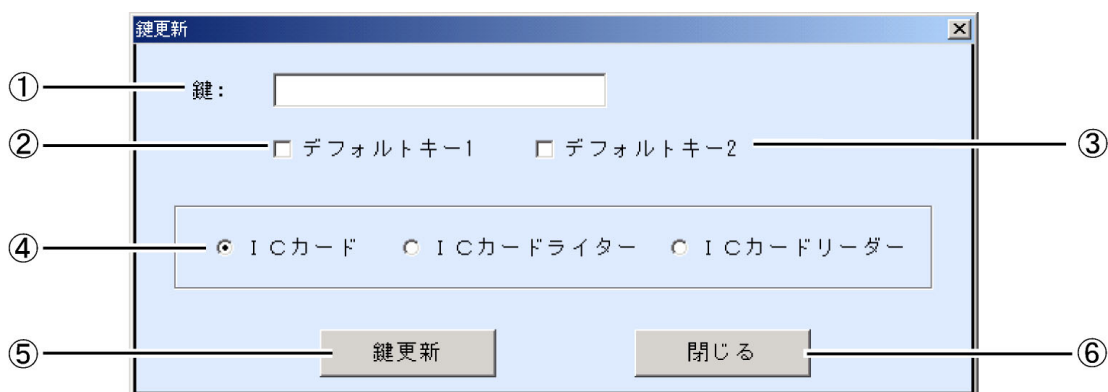 鍵更新
① 鍵:
② デフォルトキー1 デフォルトキー2 ③
④ ICカード ICカードライター ICカードリーダー
⑤ 鍵更新 閉じる ⑥